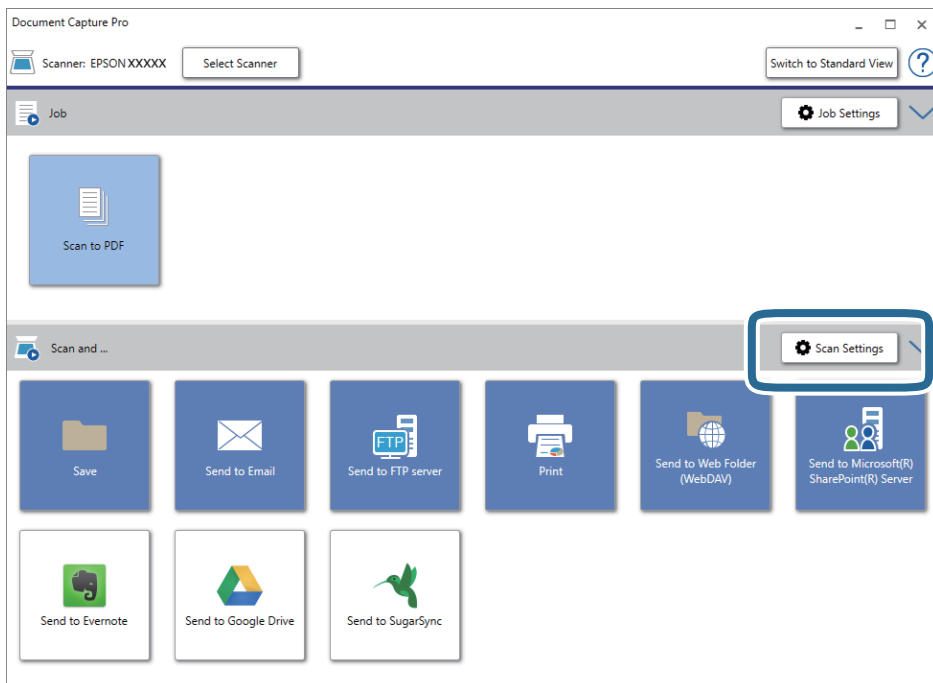 Document Capture Pro
Scanner: EPSON XXXXX
Select Scanner
Switch to Standard View
?
Job
Job Settings
Scan to PDF
Scan and ...
Scan Settings
Save
Send to Email
FTP
Send to FTP server
Print
Send to Web Folder
(WebDAV)
Send to Microsoft(R)
SharePoint(R) Server
Send to Evernote
Send to Google Drive
Send to SugarSync